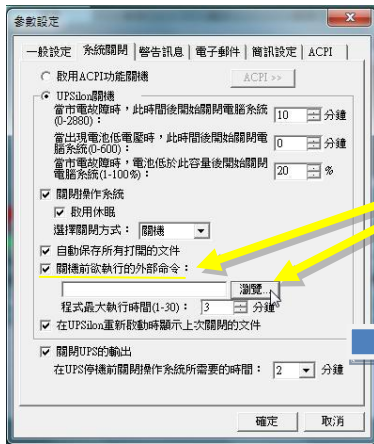 參數設定
一般設定 系統關閉 警告訊息 電子郵件 簡訊設定 ACPI
啟用ACPI功能關機 ACPI >>
UPSilon關機
當市電故障時，此時間後開始關閉電腦系統
(0-2880)： 10 分鐘
當出現電池低電壓時，此時間後開始關閉電
腦系統(0-600)： 0 分鐘
當市電故障時，電池低於此容量後開始關閉
電腦系統(1-100%)： 20 %
關閉操作系統
啟用休眠
選擇關閉方式： 關機
自動保存所有打開的文件
關機前欲執行的外部命令：
瀏覽...
程式最大執行時間(1-30)： 3 分鐘
在UPSilon重新啟動時顯示上次關閉的文件
關閉UPS的輸出
在UPS停機前關閉操作系統所需要的時間： 2 分鐘
確定 取消